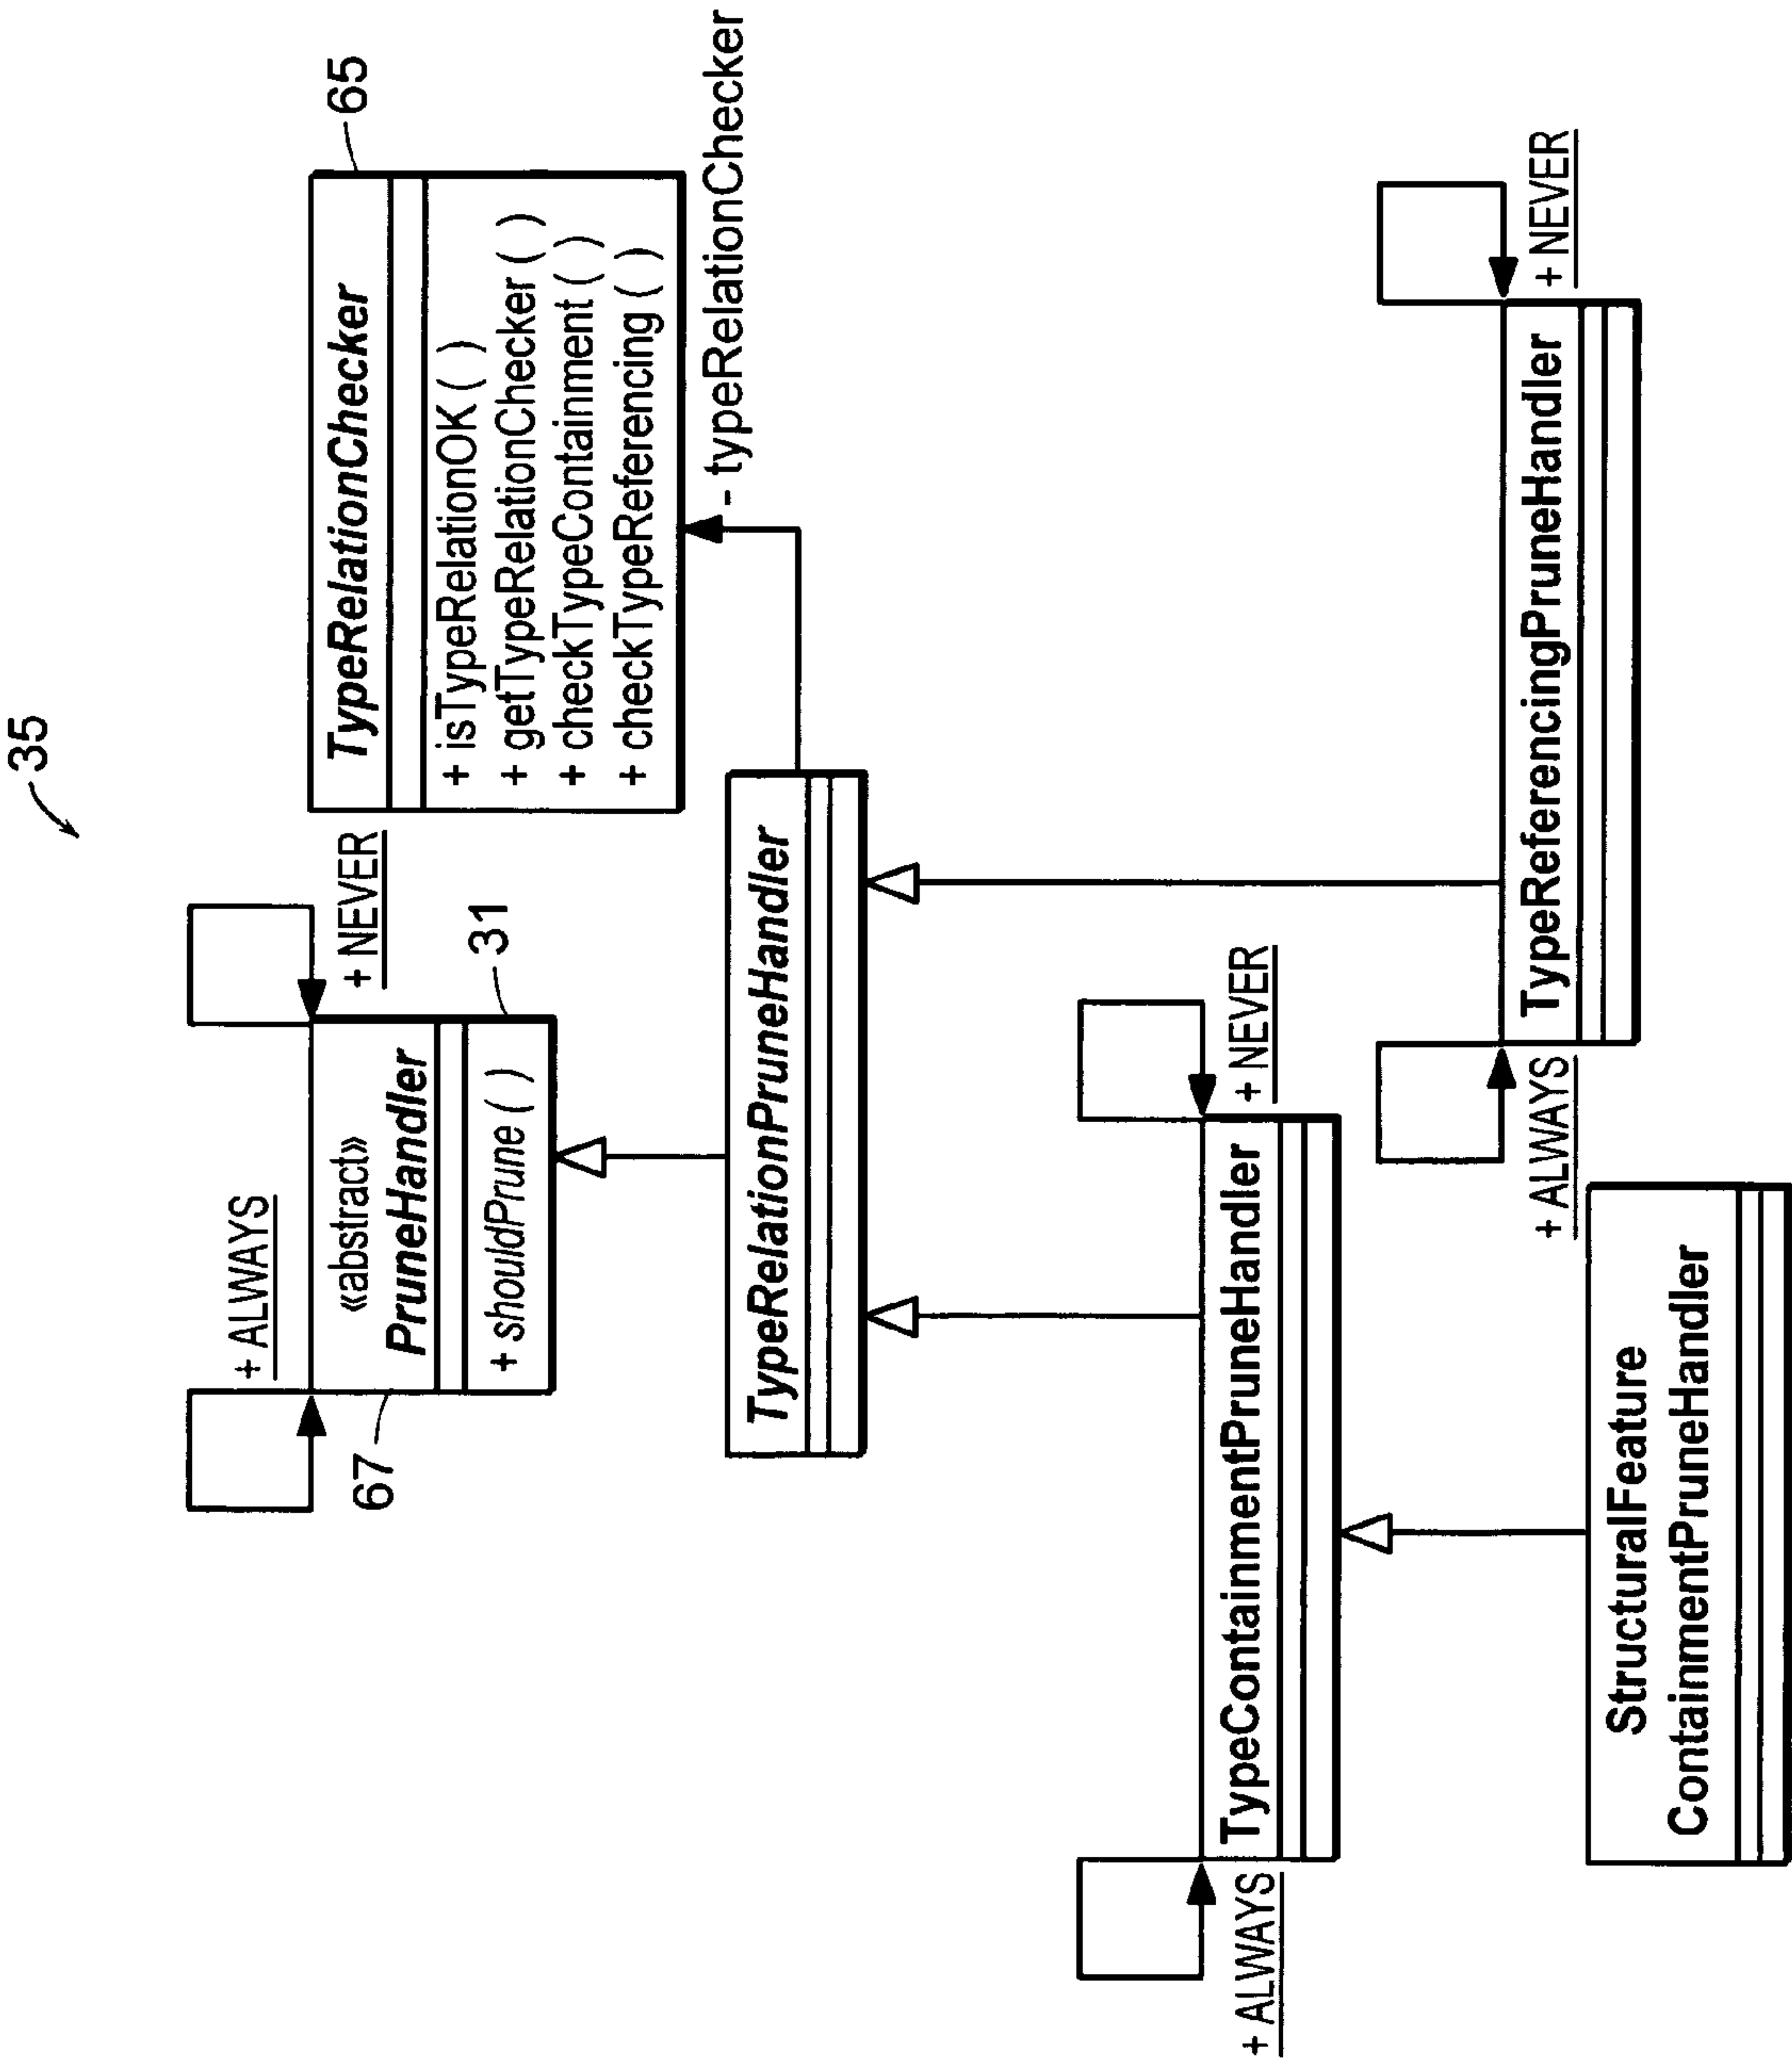 35
+ ALWAYS
67
«abstract»
PruneHandler
+ shouldPrune ( )
+ NEVER
31
TypeRelationChecker
65
+ isTypeRelationOK ( )
+ getTypeRelationChecker ( )
+ checkTypeContainment ( )
+ checkTypeReferencing ( )
- typeRelationChecker
TypeRelationPruneHandler
+ ALWAYS
TypeContainmentPruneHandler
+ NEVER
+ ALWAYS
TypeReferencingPruneHandler
+ NEVER
StructuralFeature
ContainmentPruneHandler